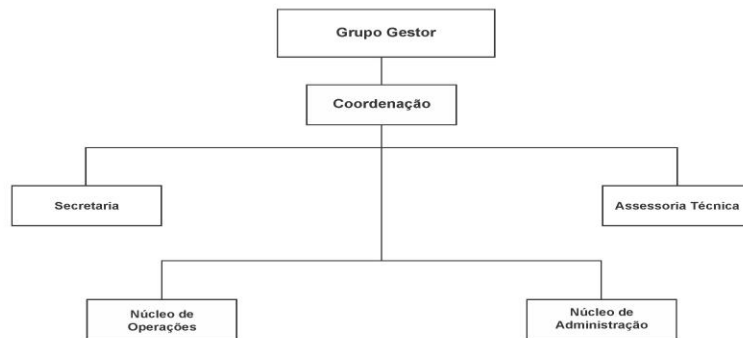 Grupo Gestor
Coordenação
Secretaria
Assessoria Técnica
Núcleo de
Operações
Núcleo de
Administração